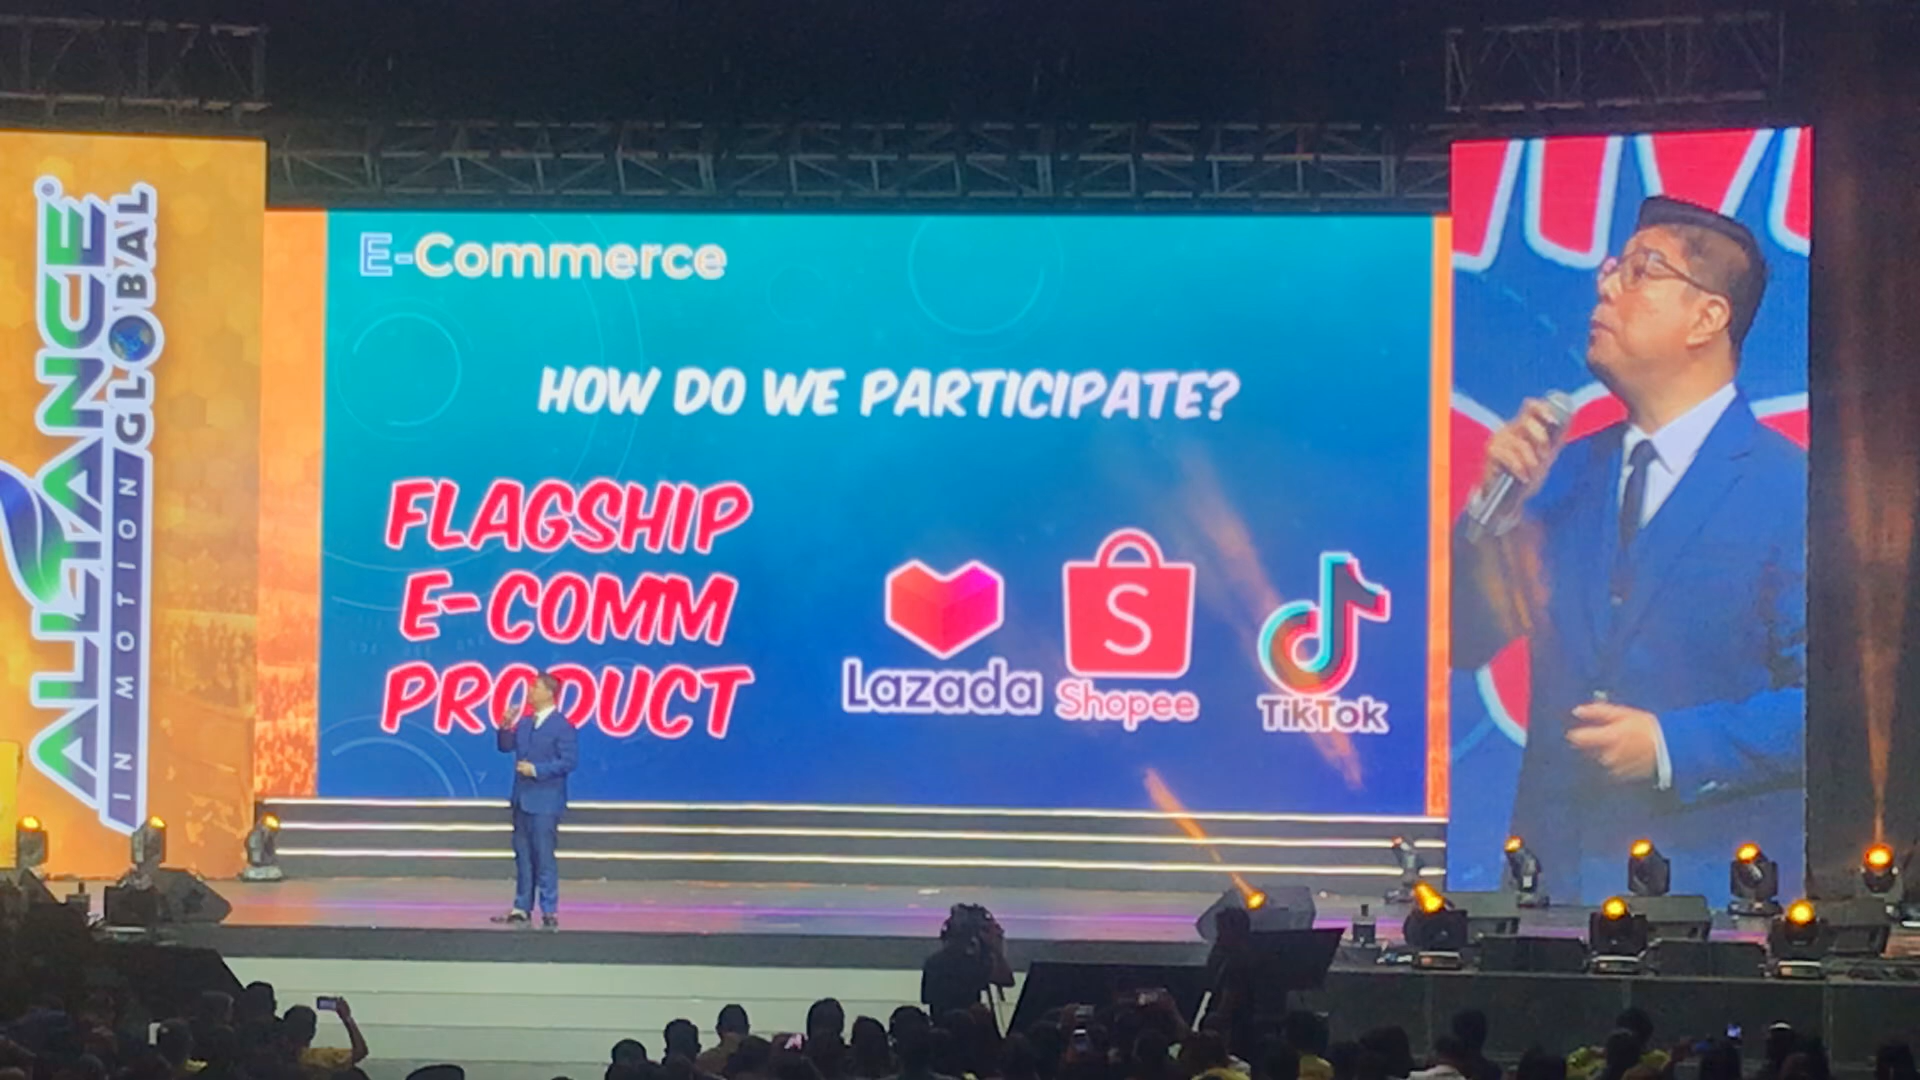 ALLIANCE®
IN MOTION GLOBAL
E-Commerce
HOW DO WE PARTICIPATE?
FLAGSHIP
E-COMM
PRODUCT
Lazada
S
Shopee
TikTok